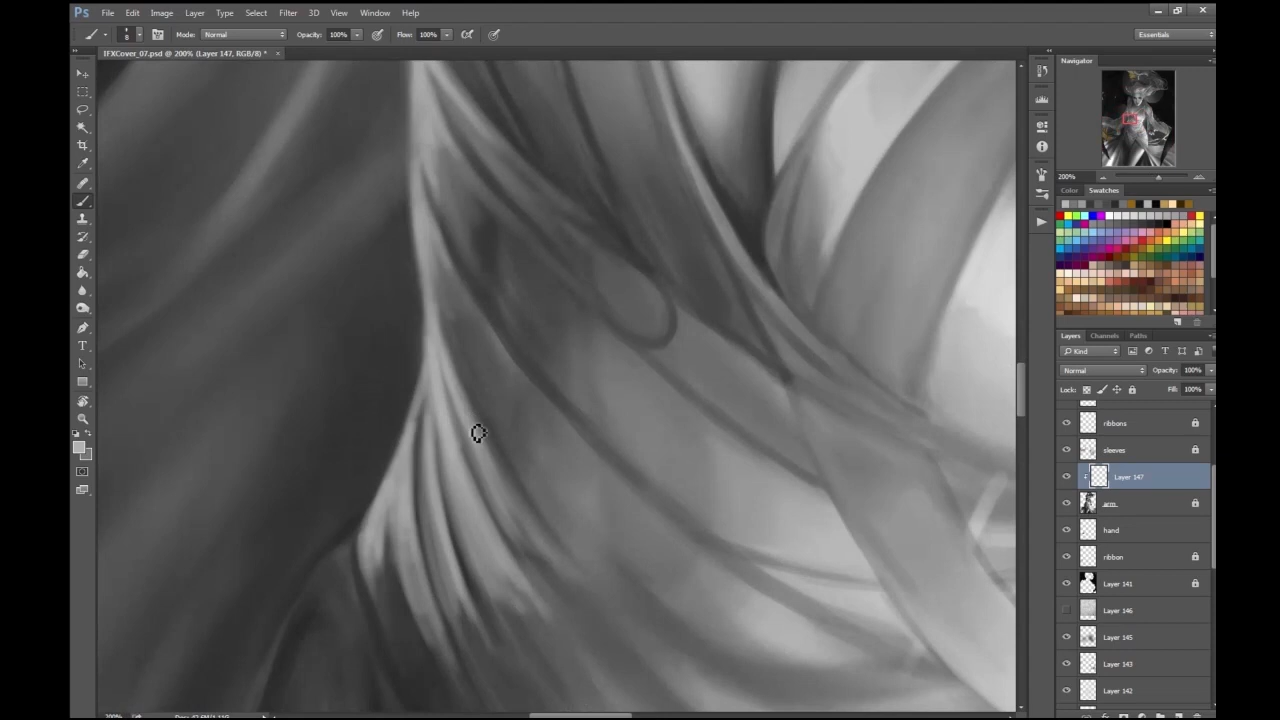 Ps File Edit Image Layer Type Select Filter 3D View Window Help
8 Mode: Normal Opacity: 100% Flow: 100% Essentials
IFXCover_07.psd @ 200% (Layer 147, RGB/8) * ×
Navigator
200%
Color Swatches
Layers Channels Paths
Kind
Normal Opacity: 100%
Lock: Fill: 100%
ribbons
sleeves
Layer 147
arm
hand
ribbon
Layer 141
Layer 146
Layer 145
Layer 143
Layer 142
200%